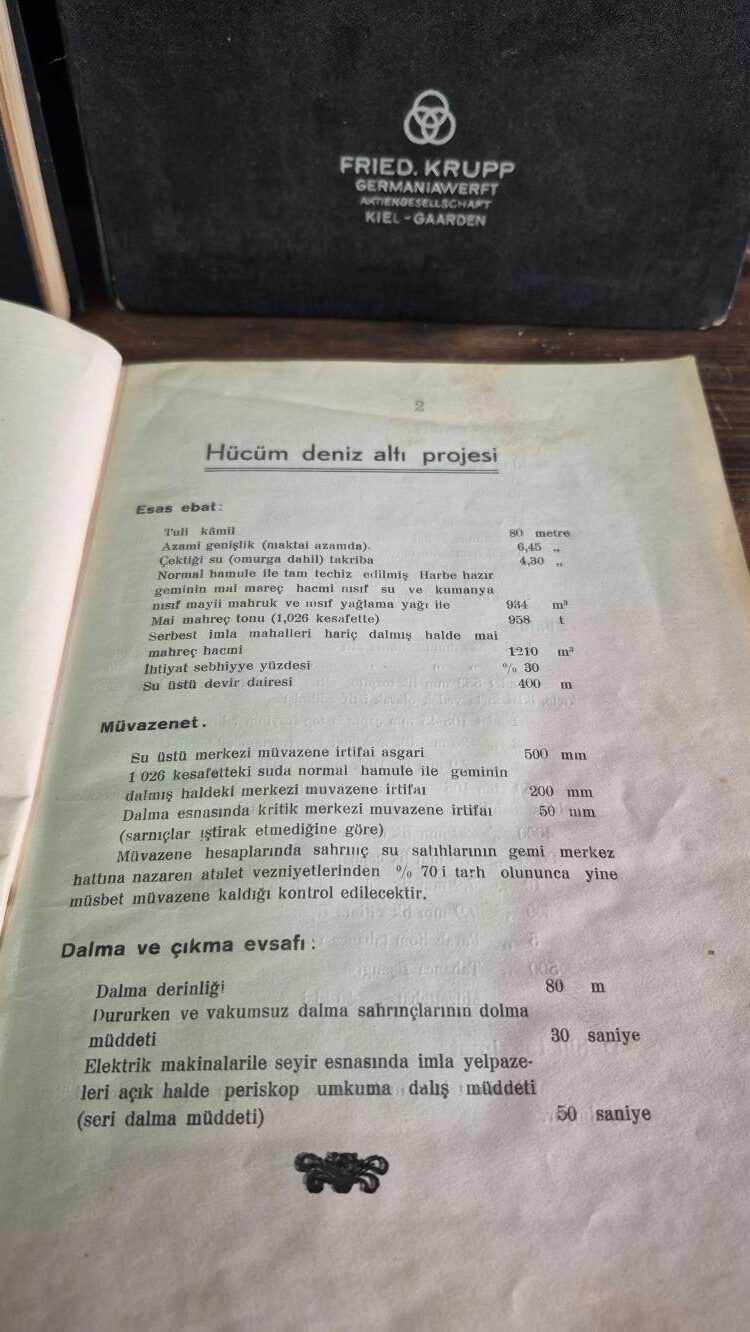 FRIED. KRUPP
GERMANIAWERFT
AKTIENGESELLSCHAFT
KIEL-GAARDEN
2
Hücüm deniz altı projesi
Esas ebat:
Tuli kâmil 80 metre
Azami genişlik (maktai azamda). 6,45 „
Çektiği su (omurga dahil) takriba 4,30 „
Normal hamule ile tam techiz edilmiş Harbe hazır
geminin mai mareç hacmi nısıf su ve kumanya
nısıf mayii mahruk ve nısıf yağlama yağı ile 934 m³
Mai mahreç tonu (1,026 kesafette) 958 t
Serbest imla mahalleri hariç dalmış halde mai
mahreç hacmi 1210 m³
İhtiyat sebhiyye yüzdesi % 30
Su üstü devir dairesi 400 m
Müvazenet.
Su üstü merkezi müvazene irtifai asgari 500 mm
1 026 kesafetteki suda normal hamule ile geminin
dalmış haldeki merkezi muvazene irtifaı 200 mm
Dalma esnasında kritik merkezi muvazene irtifaı 50 mm
(sarnıçlar ıştirak etmediğine göre)
Müvazene hesaplarında sahrınç su satıhlarının gemi merkez
hattına nazaren atalet vezniyetlerinden % 70 i tarh olununca yine
müsbet müvazene kaldığı kontrol edilecektir.
Dalma ve çıkma evsafı:
Dalma derinliği 80 m
Dururken ve vakumsuz dalma sahrınçlarının dolma
müddeti 30 saniye
Elektrik makinalarile seyir esnasında imla yelpaze-
leri açık halde periskop umkuma dalış müddeti
(seri dalma müddeti) 50 saniye